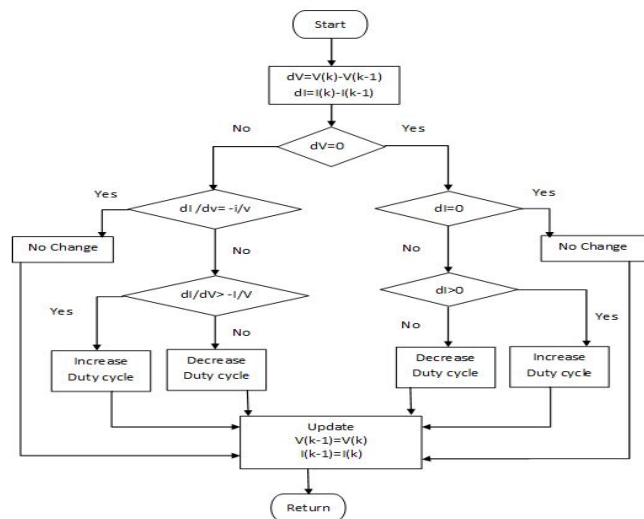 Start
dV=V(k)-V(k-1)
dI=I(k)-I(k-1)
No
Yes
dV=0
Yes
dI /dv= -i/v
dI=0
Yes
No Change
No
No
No Change
dI/dV> -I/V
dI>0
Yes
No
No
Yes
Increase
Duty cycle
Decrease
Duty cycle
Decrease
Duty cycle
Increase
Duty cycle
Update
V(k-1)=V(k)
I(k-1)=I(k)
Return